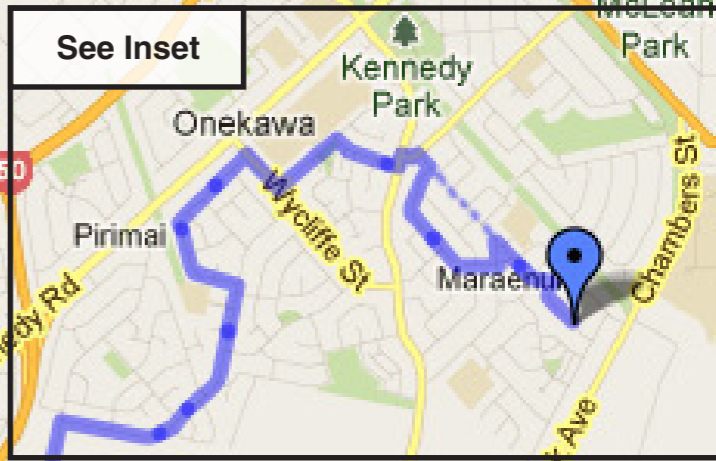 See Inset
McLean
Park
Kennedy
Park
Onekawa
50
Wycliffe St
Pirimai
Chambers St
edy Rd
Maraenui
k Ave